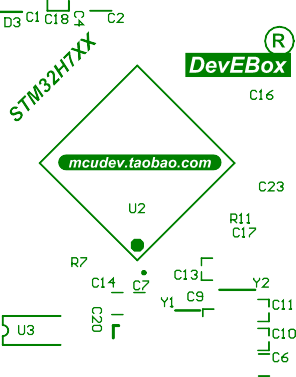 D3 C1 C18 C4 C2
STM32H7XX
®
DevEBox
C16
mcudev.taobao.com
C23
U2
R11
C17
R7
C13
C14 C7
Y2
Y1 C9
C11
C20
U3
C10
C6